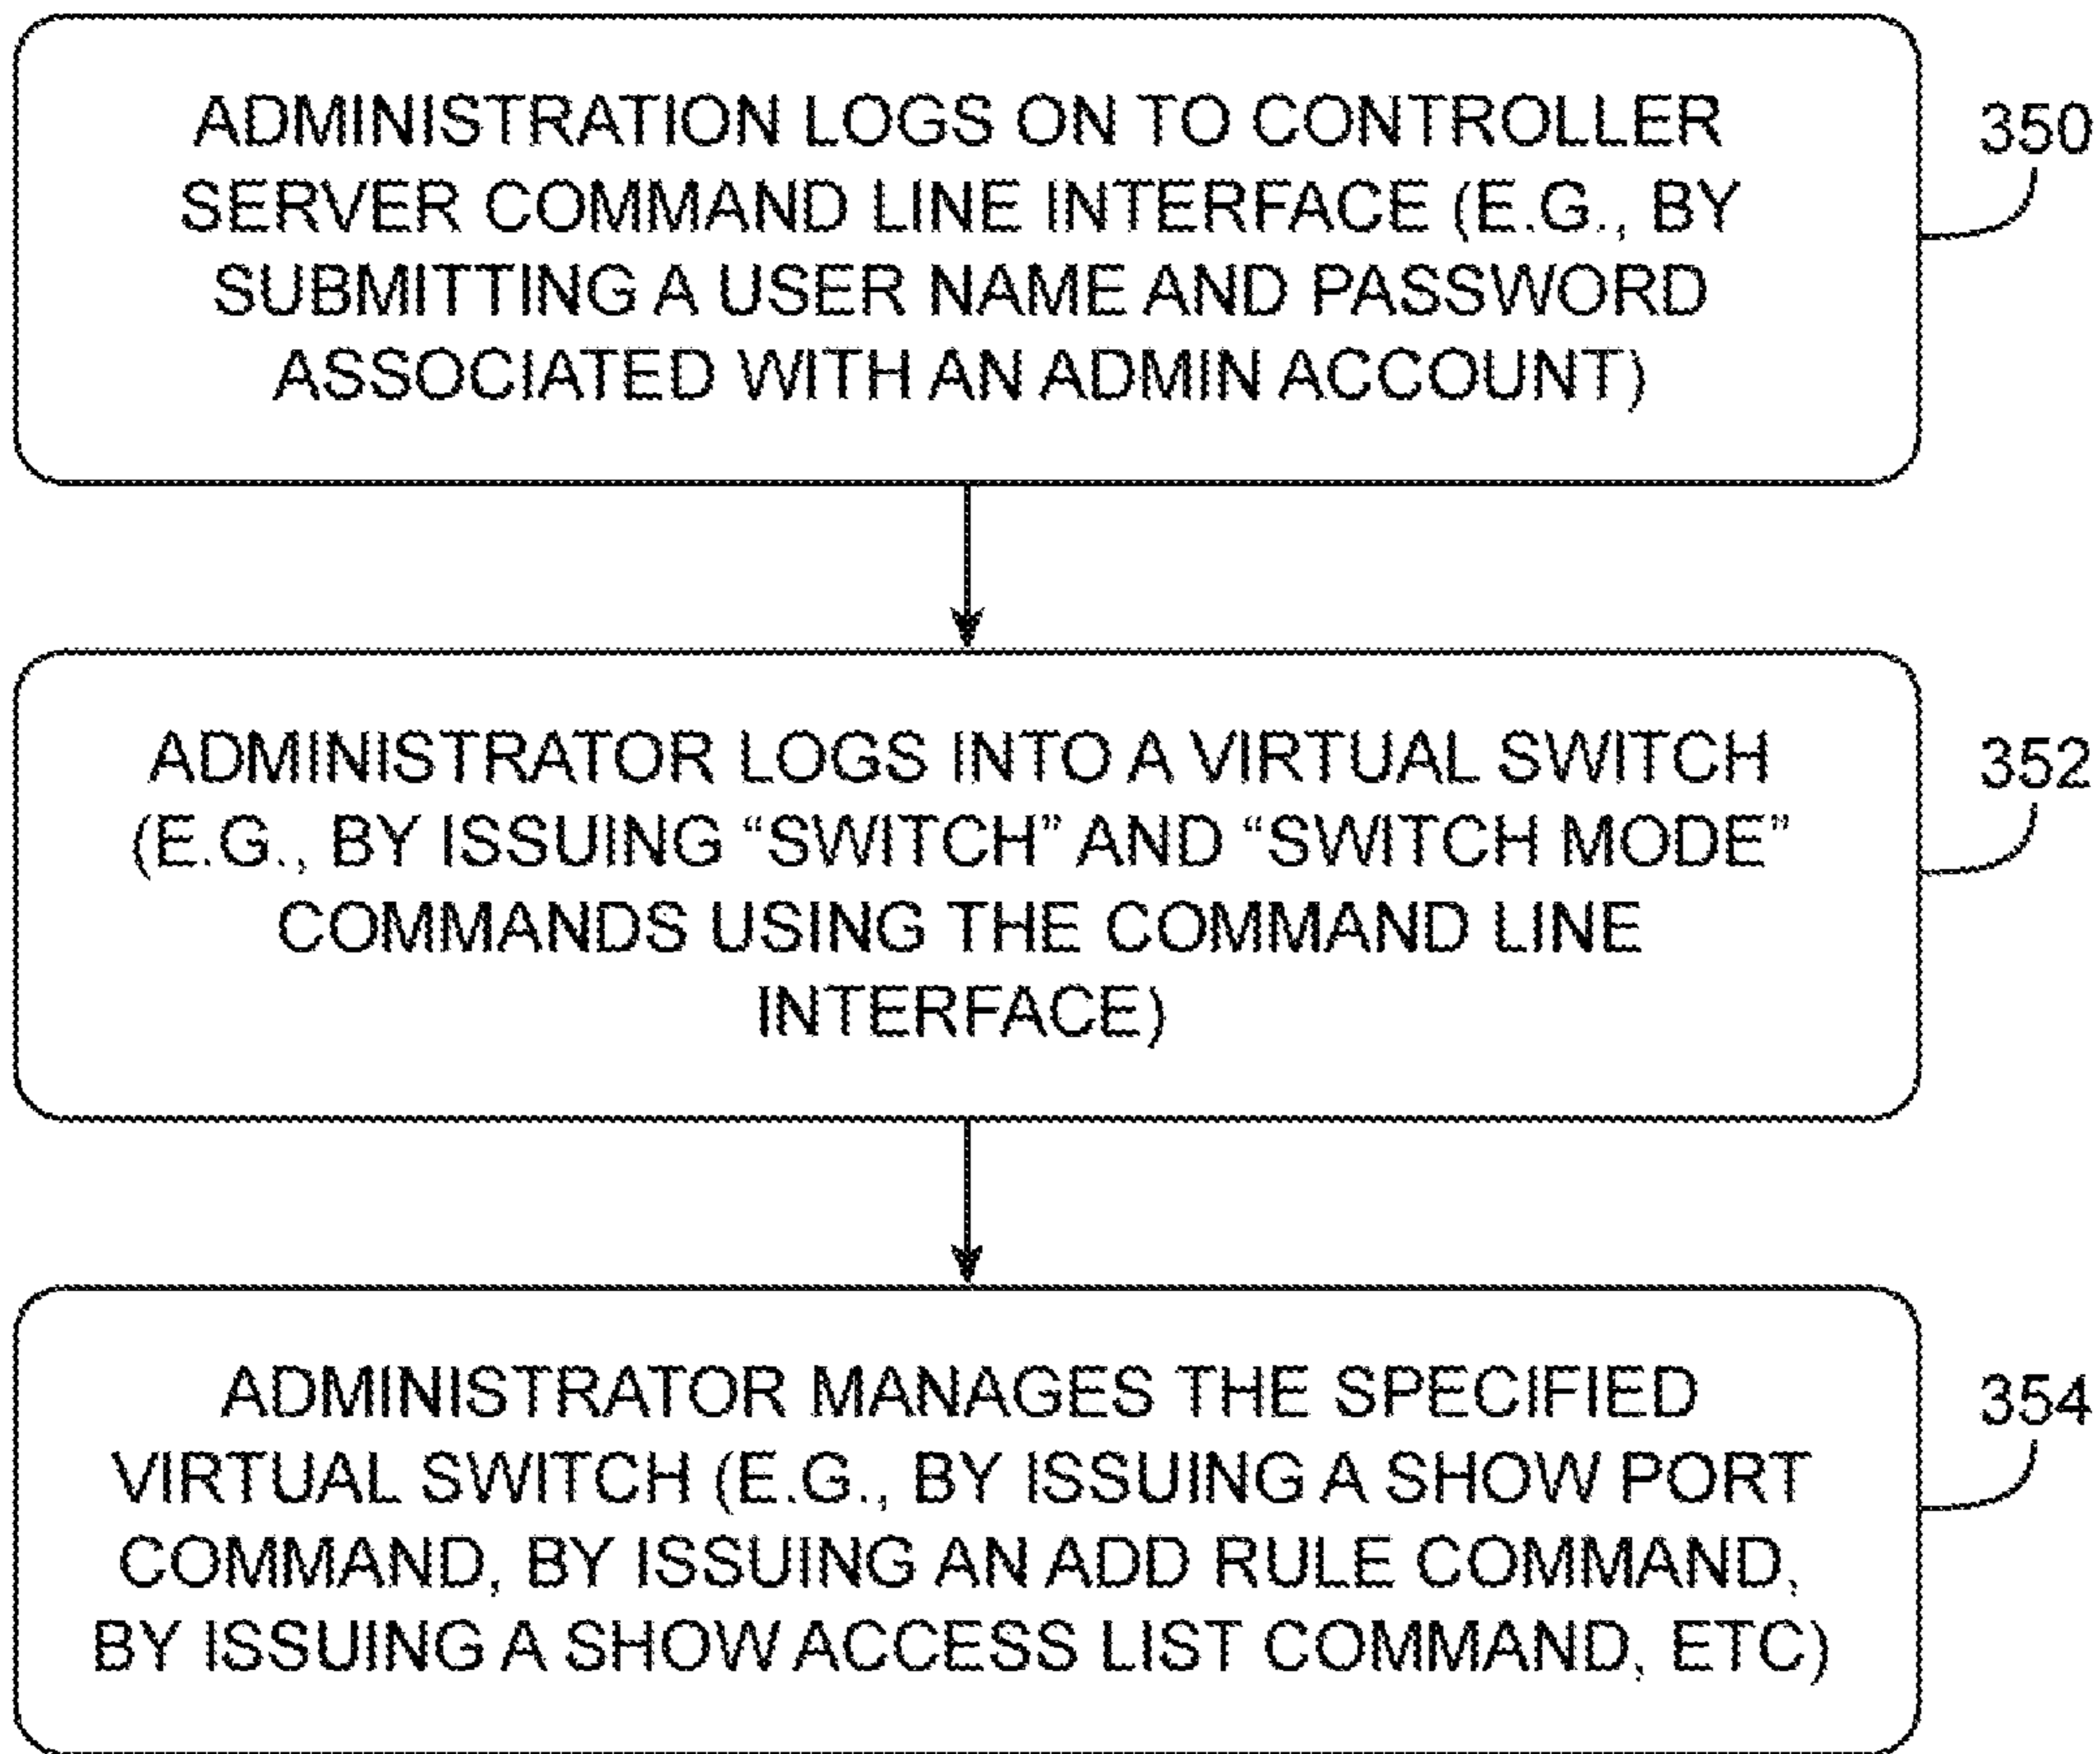 ADMINISTRATION LOGS ON TO CONTROLLER
SERVER COMMAND LINE INTERFACE (E.G., BY
SUBMITTING A USER NAME AND PASSWORD
ASSOCIATED WITH AN ADMIN ACCOUNT)
350
ADMINISTRATOR LOGS INTO A VIRTUAL SWITCH
(E.G., BY ISSUING “SWITCH” AND “SWITCH MODE”
COMMANDS USING THE COMMAND LINE
INTERFACE)
352
ADMINISTRATOR MANAGES THE SPECIFIED
VIRTUAL SWITCH (E.G., BY ISSUING A SHOW PORT
COMMAND, BY ISSUING AN ADD RULE COMMAND,
BY ISSUING A SHOW ACCESS LIST COMMAND, ETC)
354